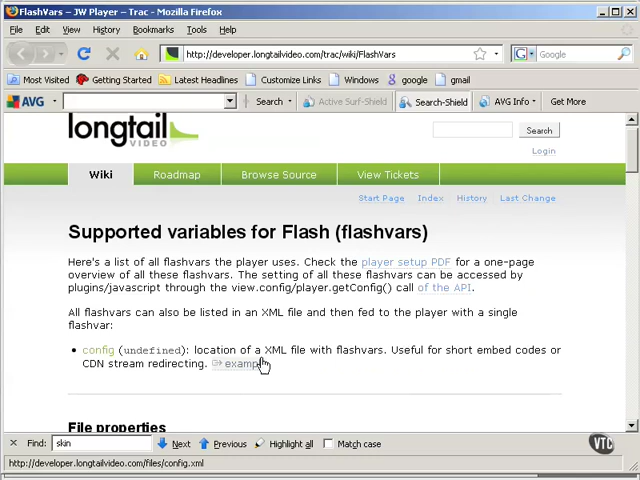 FlashVars – JW Player – Trac - Mozilla Firefox
File Edit View History Bookmarks Tools Help
http://developer.longtailvideo.com/trac/wiki/FlashVars
G Google
Most Visited Getting Started Latest Headlines Customize Links Windows google gmail
AVG Search Active Surf-Shield Search-Shield AVG Info Get More
longtail
VIDEO
Search
Login
Wiki Roadmap Browse Source View Tickets
Start Page Index History Last Change
Supported variables for Flash (flashvars)
Here's a list of all flashvars the player uses. Check the player setup PDF for a one-page
overview of all these flashvars. The setting of all these flashvars can be accessed by
plugins/javascript through the view.config/player.getConfig() call of the API.
All flashvars can also be listed in an XML file and then fed to the player with a single
flashvar:
• config (undefined): location of a XML file with flashvars. Useful for short embed codes or
CDN stream redirecting. examp
File properties
Find: skin Next Previous Highlight all Match case
VTC
http://developer.longtailvideo.com/files/config.xml